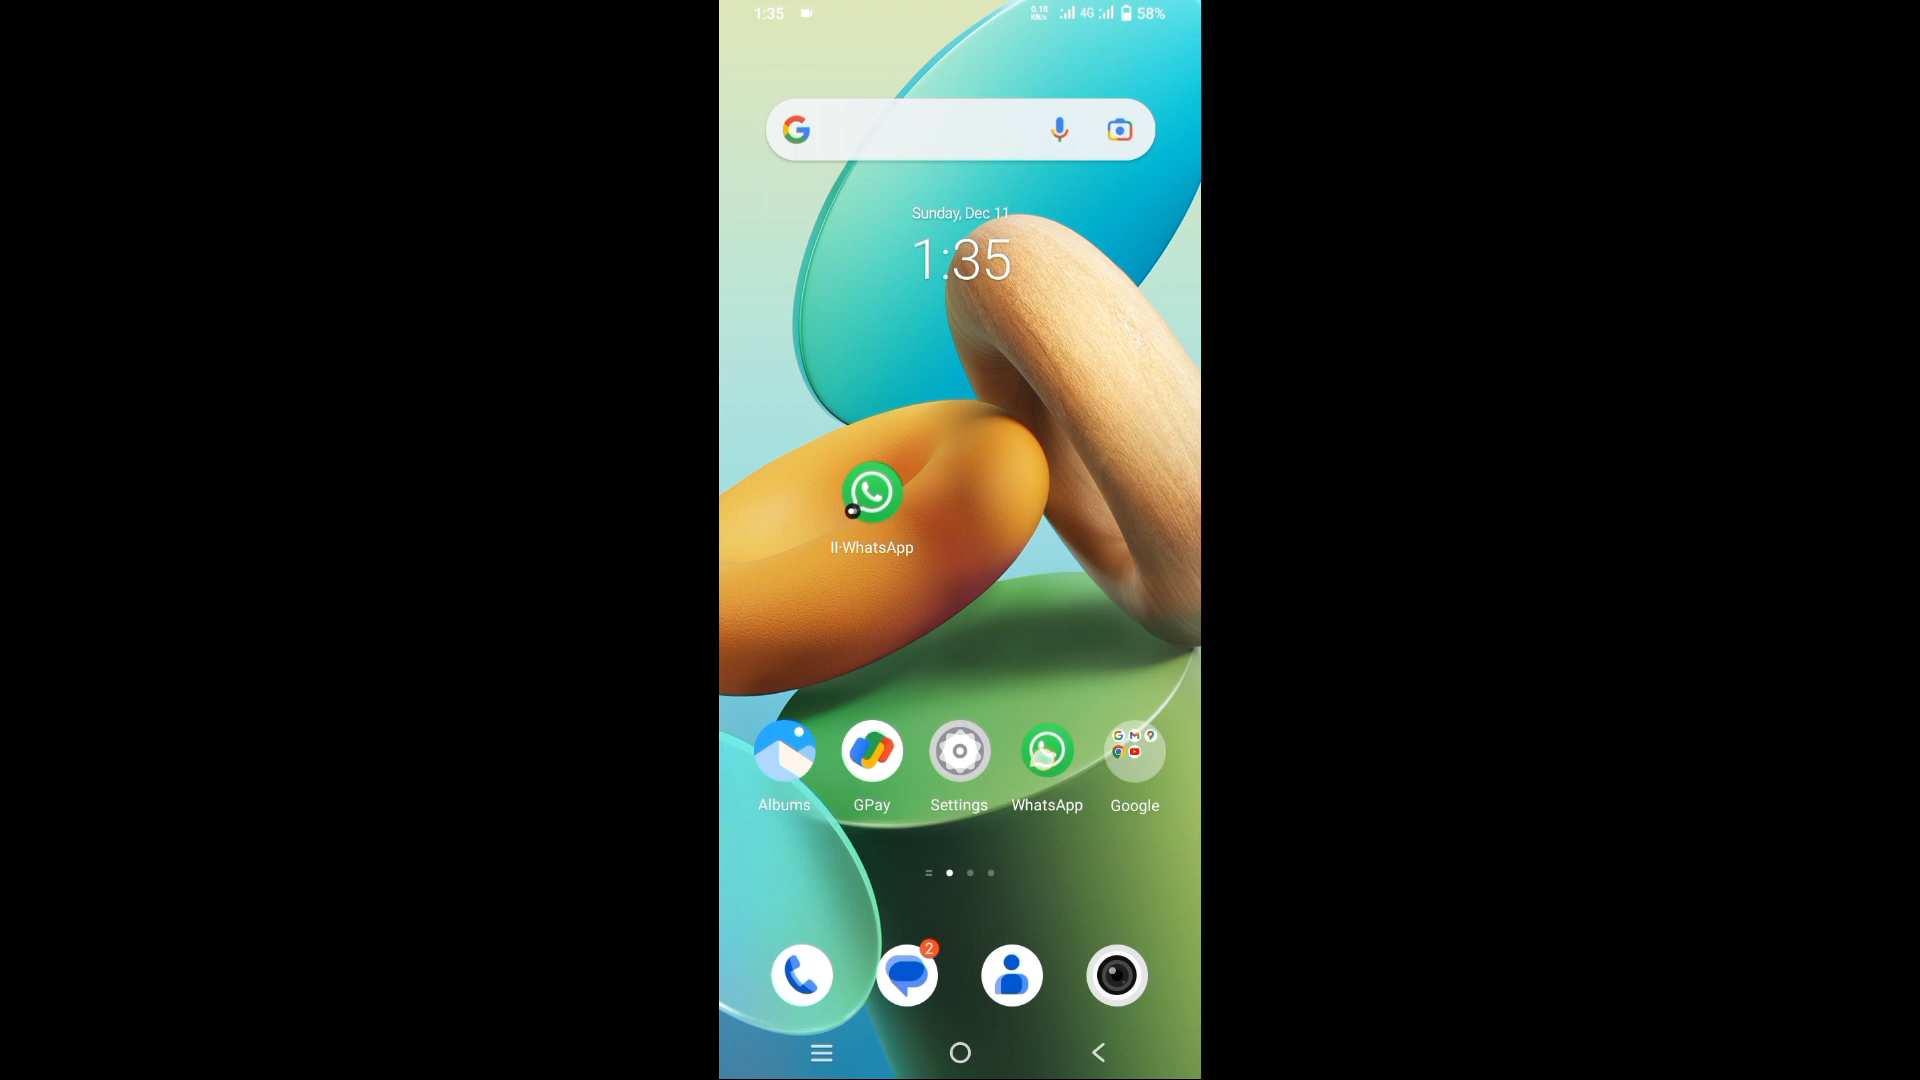 1:35
0.18 KB/s 4G 58%
Sunday, Dec 11
1:35
II·WhatsApp
Albums GPay Settings WhatsApp Google
2